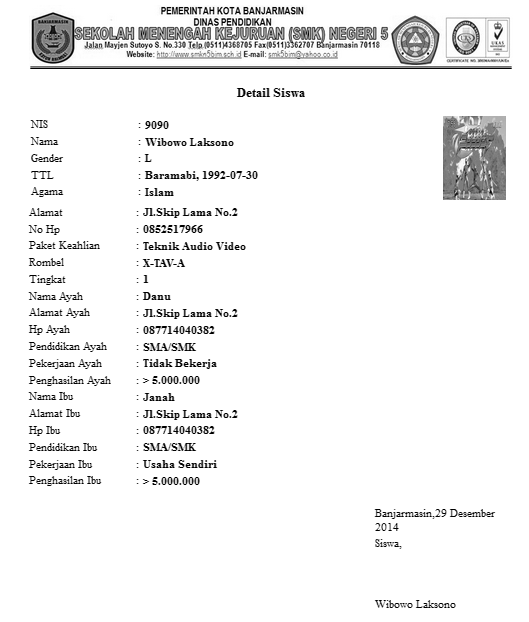 PEMERINTAH KOTA BANJARMASIN
DINAS PENDIDIKAN
SEKOLAH MENENGAH KEJURUAN (SMK) NEGERI 5
Jalan Mayjen Sutoyo S. No.330 Telp.(0511)4368705 Fax(0511)3362707 Banjarmasin 70118
Website: http://www.smkn5bjm.sch.id E-mail: smk5bjm@yahoo.co.id
Detail Siswa
NIS : 9090
Nama : Wibowo Laksono
Gender : L
TTL : Baramabi, 1992-07-30
Agama : Islam
Alamat : Jl.Skip Lama No.2
No Hp : 0852517966
Paket Keahlian : Teknik Audio Video
Rombel : X-TAV-A
Tingkat : 1
Nama Ayah : Danu
Alamat Ayah : Jl.Skip Lama No.2
Hp Ayah : 087714040382
Pendidikan Ayah : SMA/SMK
Pekerjaan Ayah : Tidak Bekerja
Penghasilan Ayah : > 5.000.000
Nama Ibu : Janah
Alamat Ibu : Jl.Skip Lama No.2
Hp Ibu : 087714040382
Pendidikan Ibu : SMA/SMK
Pekerjaan Ibu : Usaha Sendiri
Penghasilan Ibu : > 5.000.000
Banjarmasin,29 Desember
2014
Siswa,
Wibowo Laksono